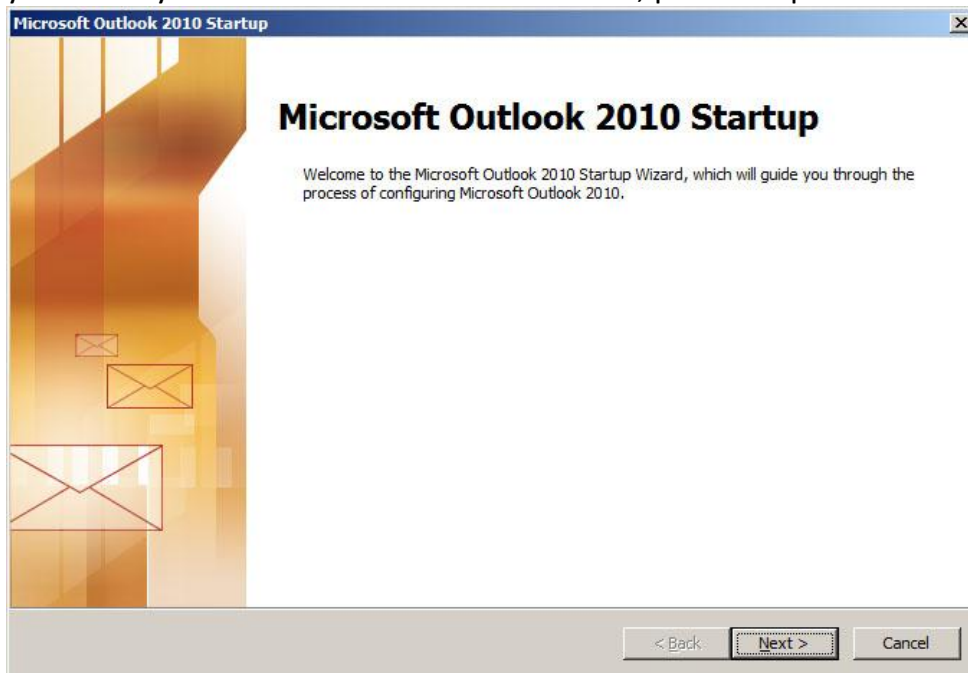 Microsoft Outlook 2010 Startup
Microsoft Outlook 2010 Startup
Welcome to the Microsoft Outlook 2010 Startup Wizard, which will guide you through the
process of configuring Microsoft Outlook 2010.
< Back Next > Cancel